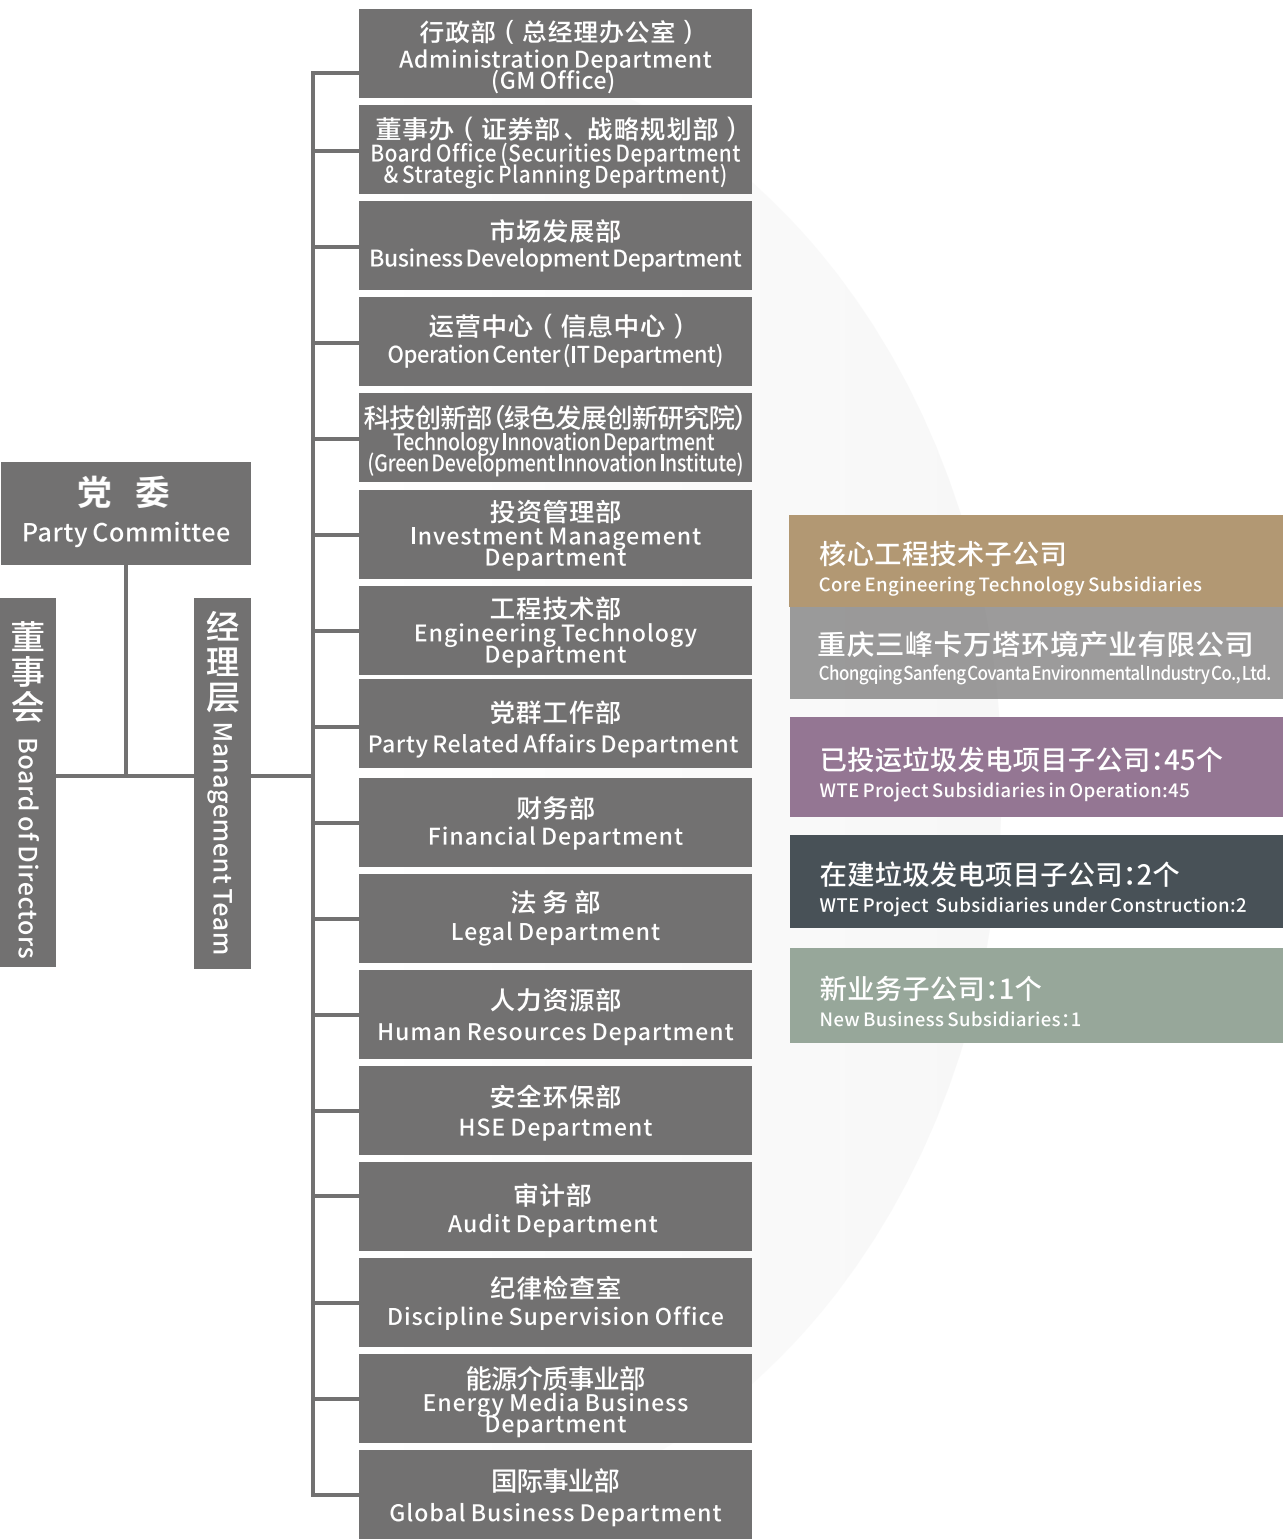 党 委
Party Committee
董事会 Board of Directors
经理层 Management Team
行政部（总经理办公室）
Administration Department
(GM Office)
董事办（证券部、战略规划部）
Board Office (Securities Department
& Strategic Planning Department)
市场发展部
Business Development Department
运营中心（信息中心）
Operation Center (IT Department)
科技创新部(绿色发展创新研究院)
Technology Innovation Department
(Green Development Innovation Institute)
投资管理部
Investment Management
Department
工程技术部
Engineering Technology
Department
党群工作部
Party Related Affairs Department
财务部
Financial Department
法 务 部
Legal Department
人力资源部
Human Resources Department
安全环保部
HSE Department
审计部
Audit Department
纪律检查室
Discipline Supervision Office
能源介质事业部
Energy Media Business
Department
国际事业部
Global Business Department
核心工程技术子公司
Core Engineering Technology Subsidiaries
重庆三峰卡万塔环境产业有限公司
Chongqing Sanfeng Covanta Environmental Industry Co., Ltd.
已投运垃圾发电项目子公司:45个
WTE Project Subsidiaries in Operation:45
在建垃圾发电项目子公司:2个
WTE Project Subsidiaries under Construction:2
新业务子公司:1个
New Business Subsidiaries:1